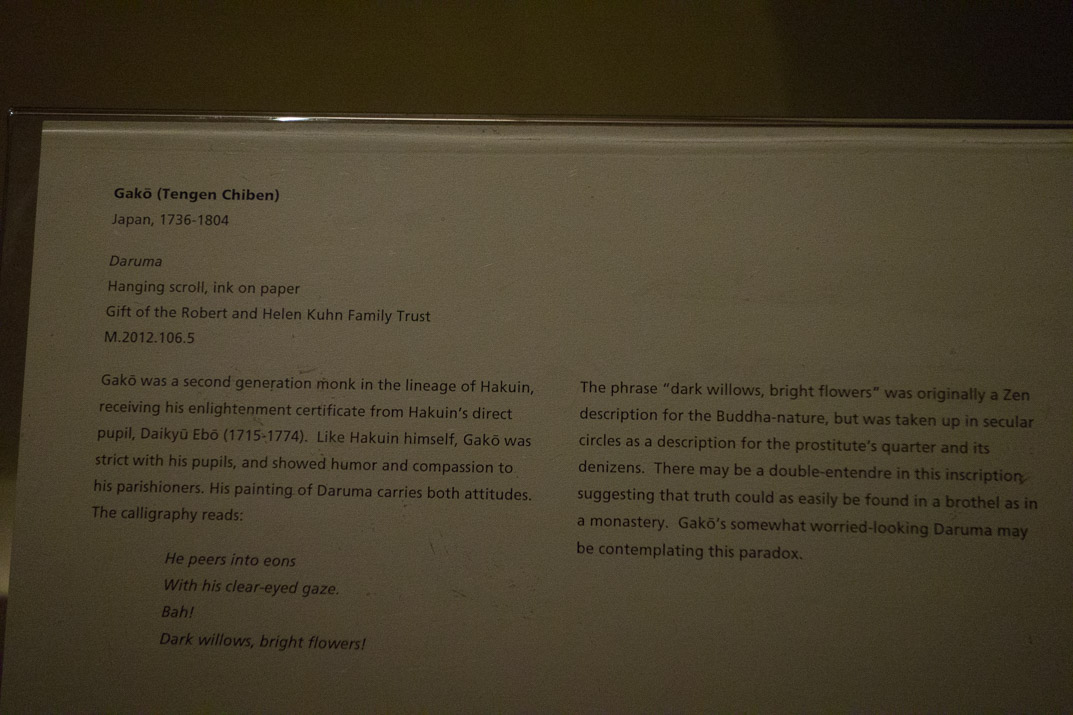 Gakō (Tengen Chiben)
Japan, 1736-1804
Daruma
Hanging scroll, ink on paper
Gift of the Robert and Helen Kuhn Family Trust
M.2012.106.5
Gakō was a second generation monk in the lineage of Hakuin,
receiving his enlightenment certificate from Hakuin's direct
pupil, Daikyū Ebō (1715-1774).  Like Hakuin himself, Gakō was
strict with his pupils, and showed humor and compassion to
his parishioners. His painting of Daruma carries both attitudes.
The calligraphy reads:
He peers into eons
With his clear-eyed gaze.
Bah!
Dark willows, bright flowers!
The phrase "dark willows, bright flowers" was originally a Zen
description for the Buddha-nature, but was taken up in secular
circles as a description for the prostitute's quarter and its
denizens.  There may be a double-entendre in this inscription,
suggesting that truth could as easily be found in a brothel as in
a monastery.  Gakō's somewhat worried-looking Daruma may
be contemplating this paradox.